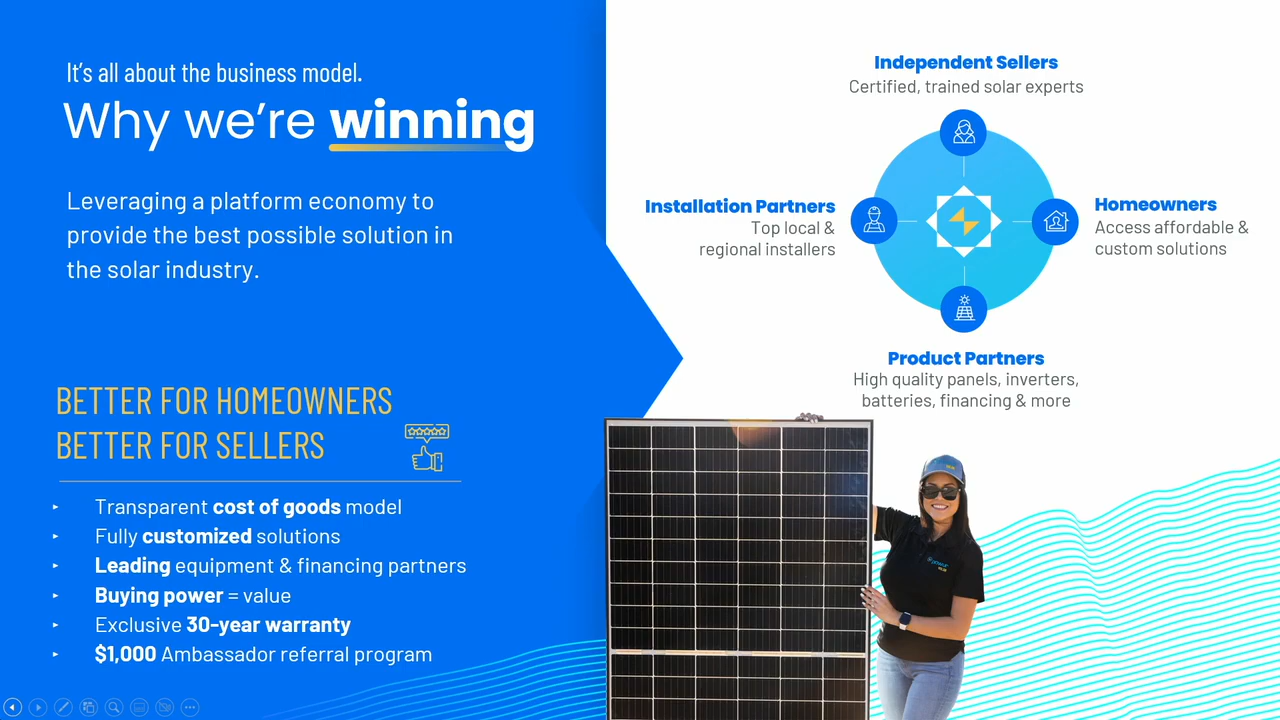 It's all about the business model.
Why we're winning
Leveraging a platform economy to
provide the best possible solution in
the solar industry.
BETTER FOR HOMEOWNERS
BETTER FOR SELLERS
▸ Transparent cost of goods model
▸ Fully customized solutions
▸ Leading equipment & financing partners
▸ Buying power = value
▸ Exclusive 30-year warranty
▸ $1,000 Ambassador referral program
Independent Sellers
Certified, trained solar experts
Installation Partners
Top local &
regional installers
Homeowners
Access affordable &
custom solutions
Product Partners
High quality panels, inverters,
batteries, financing & more